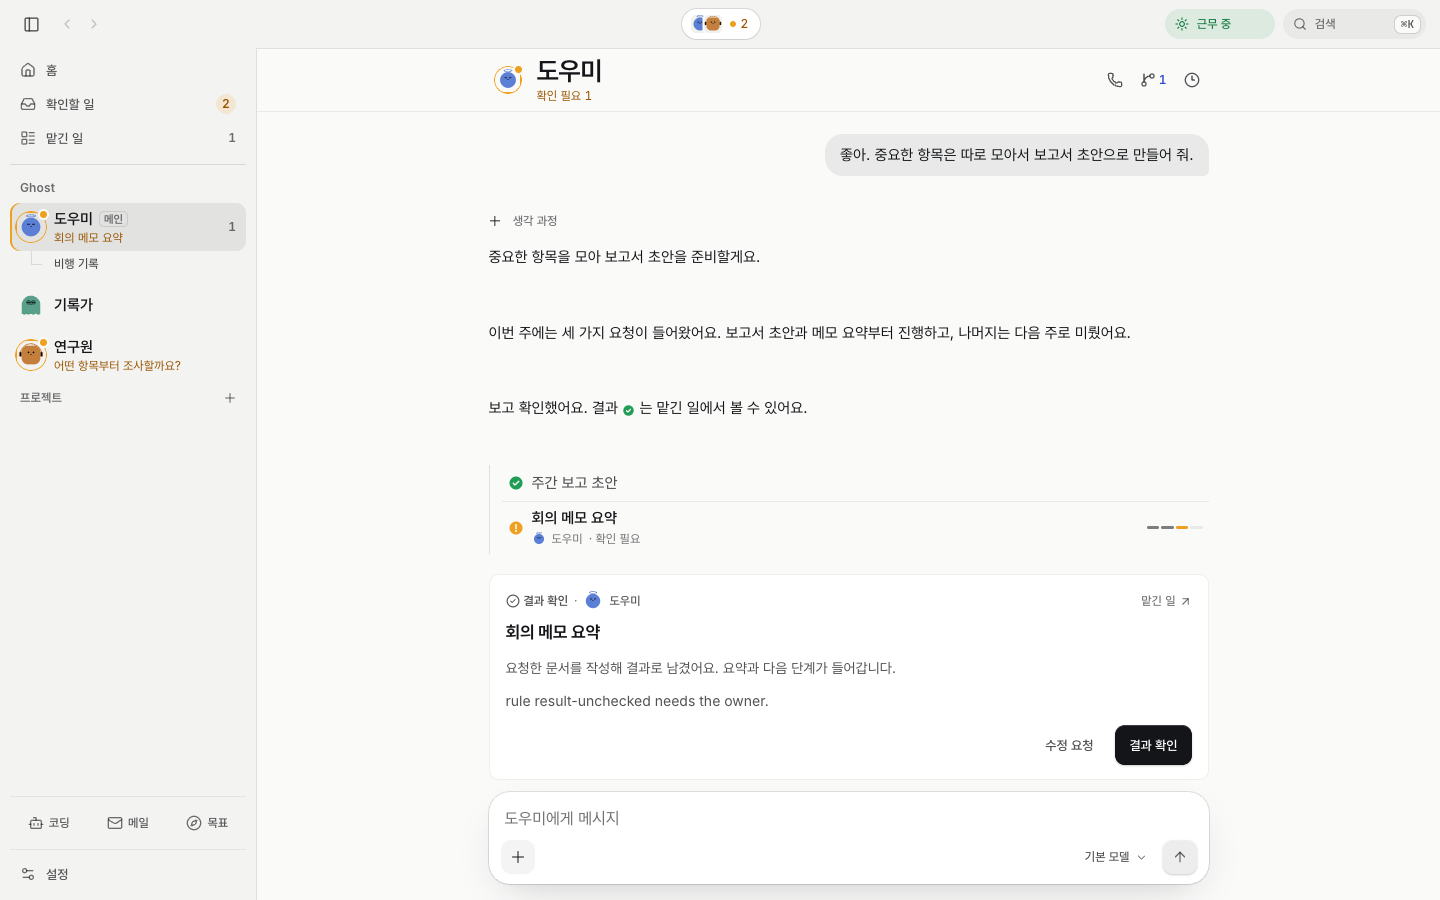 2
근무 중
검색
⌘K
홈
확인할 일
2
맡긴 일
1
Ghost
도우미
메인
회의 메모 요약
1
비행 기록
기록가
연구원
어떤 항목부터 조사할까요?
프로젝트
코딩
메일
목표
설정
도우미
확인 필요 1
1
좋아. 중요한 항목은 따로 모아서 보고서 초안으로 만들어 줘.
생각 과정
중요한 항목을 모아 보고서 초안을 준비할게요.
이번 주에는 세 가지 요청이 들어왔어요. 보고서 초안과 메모 요약부터 진행하고, 나머지는 다음 주로 미뤘어요.
보고 확인했어요. 결과 는 맡긴 일에서 볼 수 있어요.
주간 보고 초안
회의 메모 요약
도우미 · 확인 필요
결과 확인 · 도우미
맡긴 일
회의 메모 요약
요청한 문서를 작성해 결과로 남겼어요. 요약과 다음 단계가 들어갑니다.
rule result-unchecked needs the owner.
수정 요청
결과 확인
도우미에게 메시지
기본 모델